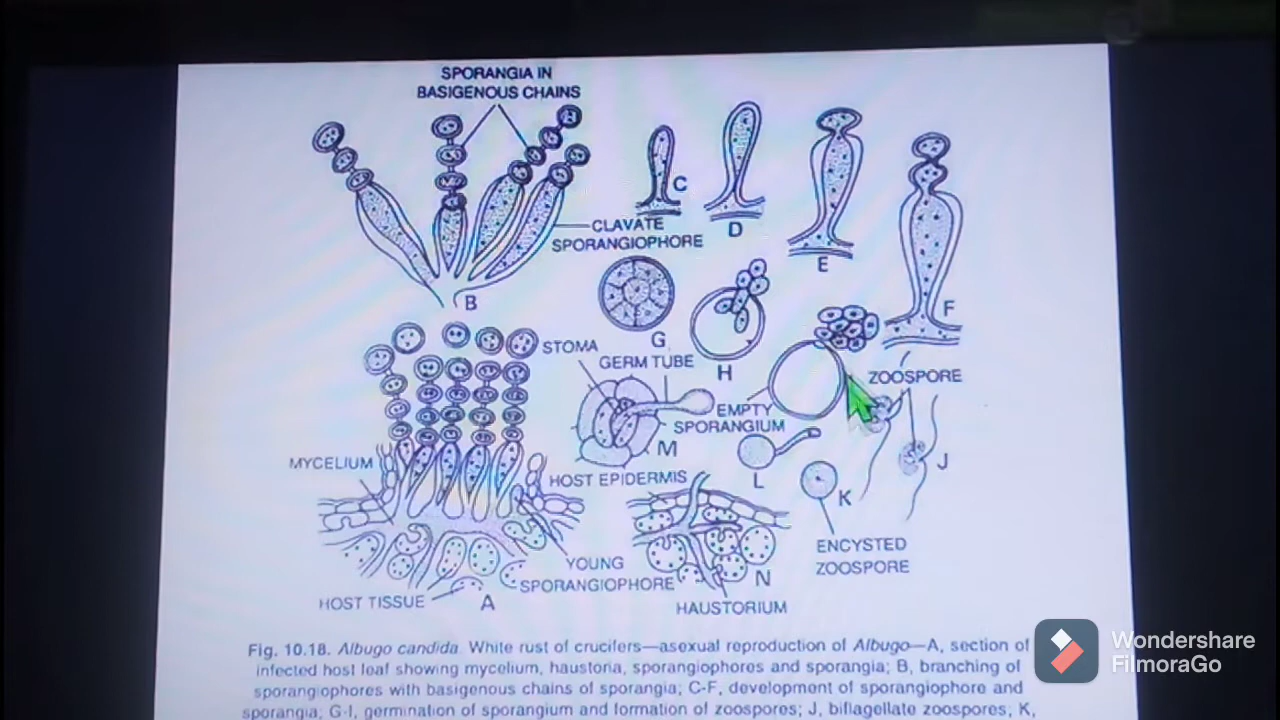 SPORANGIA IN
BASIGENOUS CHAINS
C
D
E
F
CLAVATE
SPORANGIOPHORE
B
G
H
STOMA
GERM TUBE
ZOOSPORE
EMPTY
SPORANGIUM
M
L
J
K
MYCELIUM
HOST EPIDERMIS
ENCYSTED
ZOOSPORE
YOUNG
SPORANGIOPHORE
N
HOST TISSUE
A
HAUSTORIUM
Fig. 10.18. Albugo candida. White rust of crucifers—asexual reproduction of Albugo—A, section of
infected host leaf showing mycelium, haustoria, sporangiophores and sporangia; B, branching of
sporangiophores with basigenous chains of sporangia; C-F, development of sporangiophore and
sporangia; G-I, germination of sporangium and formation of zoospores; J, biflagellate zoospores; K,
Wondershare
FilmoraGo